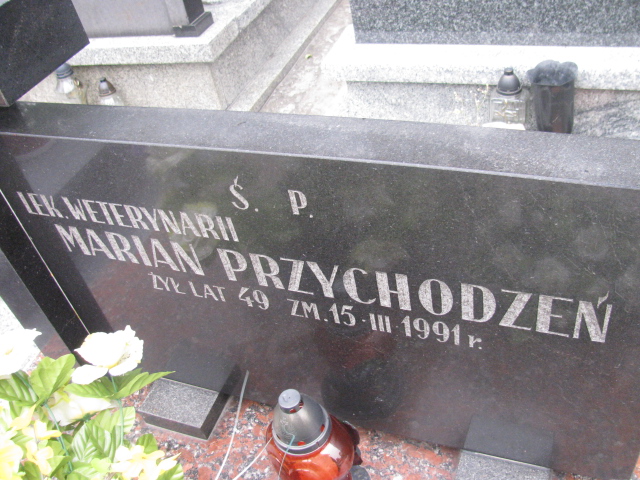 Ś. P.
LEK. WETERYNARII
MARIAN PRZYCHODZEŃ
ŻYŁ LAT 49 ZM. 15·III·1991 r.